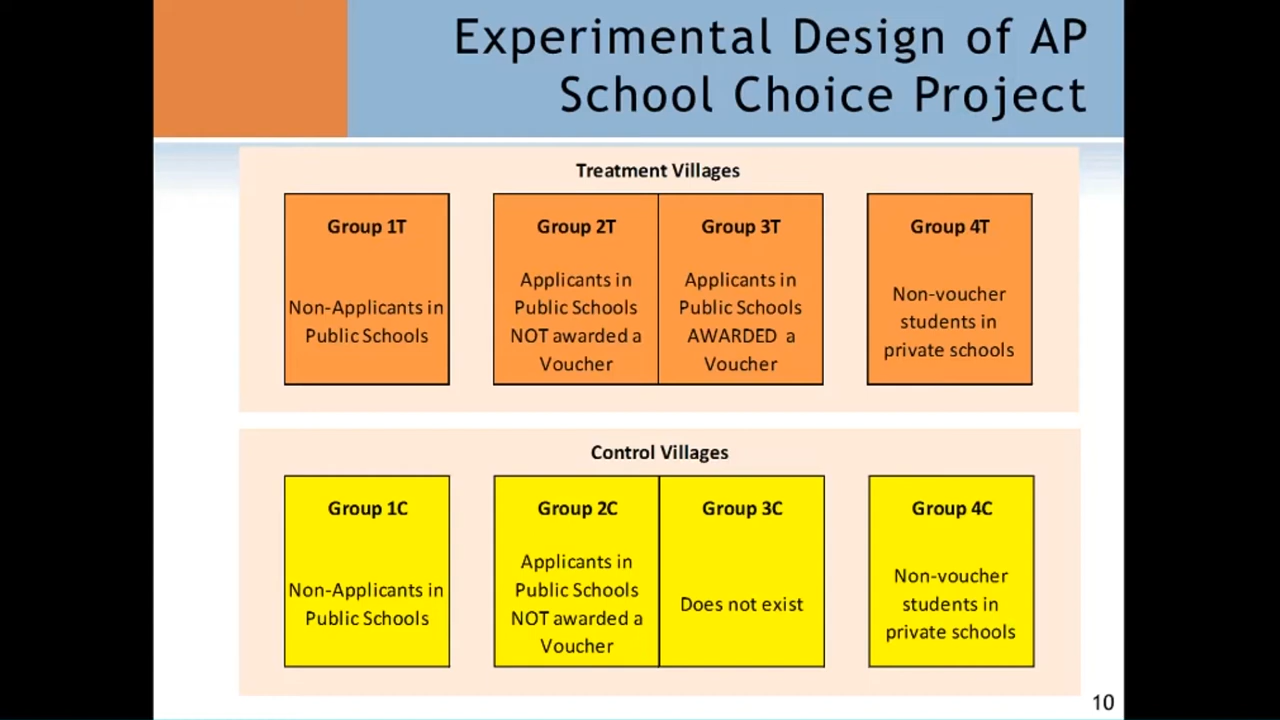 Experimental Design of AP
School Choice Project
Treatment Villages
Group 1T
Non-Applicants in
Public Schools
Group 2T
Applicants in
Public Schools
NOT awarded a
Voucher
Group 3T
Applicants in
Public Schools
AWARDED a
Voucher
Group 4T
Non-voucher
students in
private schools
Control Villages
Group 1C
Non-Applicants in
Public Schools
Group 2C
Applicants in
Public Schools
NOT awarded a
Voucher
Group 3C
Does not exist
Group 4C
Non-voucher
students in
private schools
10